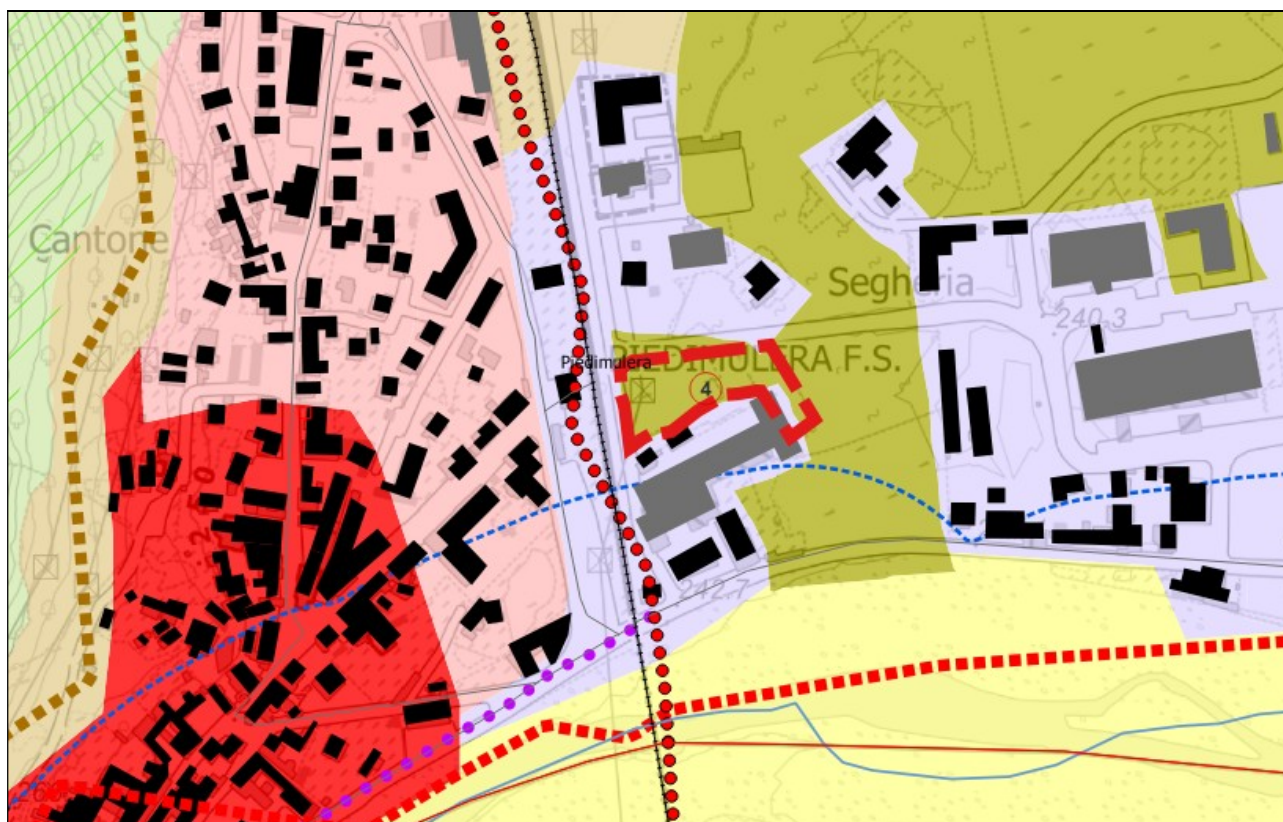 Cantone
Segheria
240.3
Piedimulera
PIEDIMULERA F.S.
4
242.7